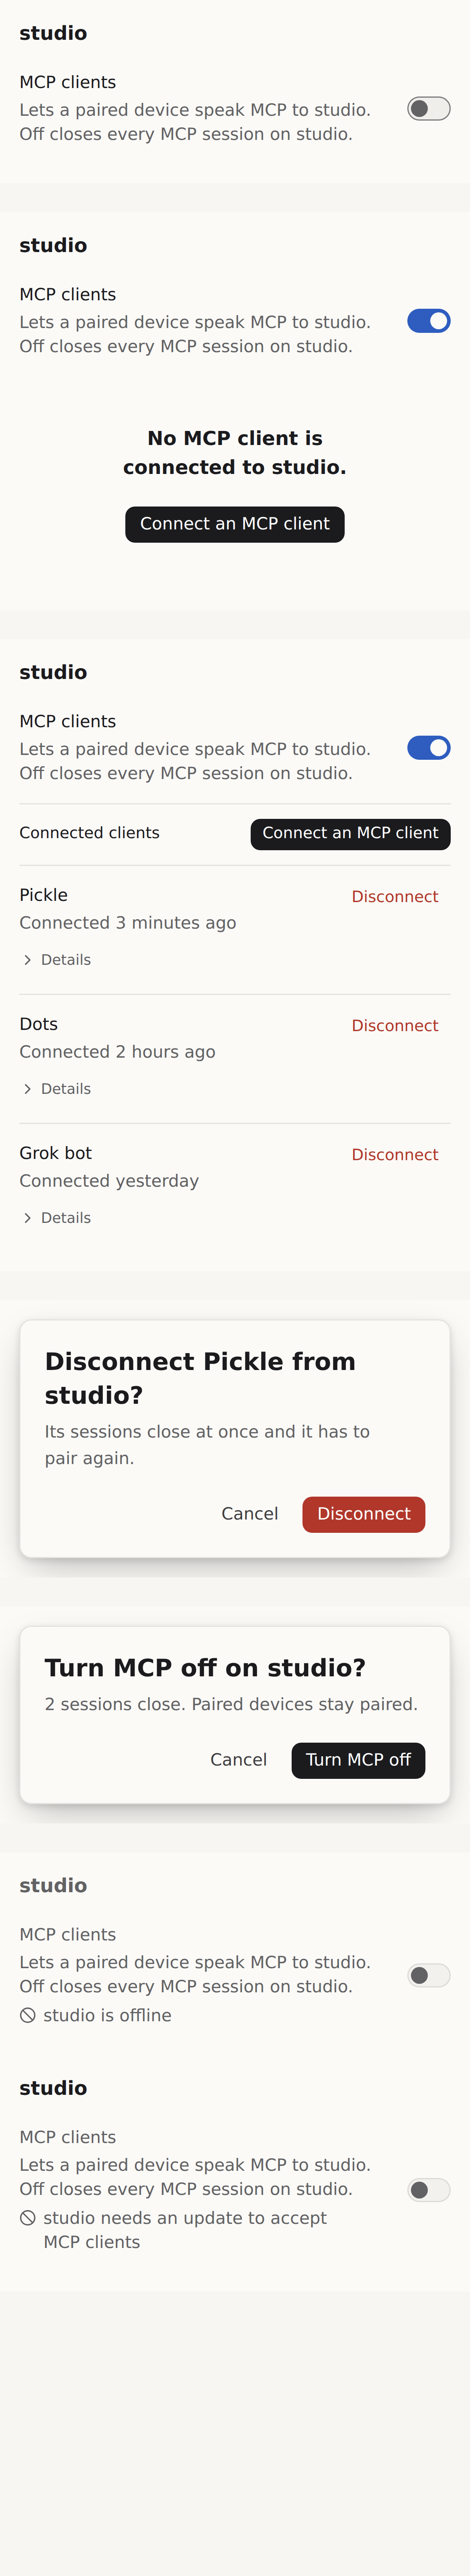 studio
MCP clients
Lets a paired device speak MCP to studio.
Off closes every MCP session on studio.
studio
MCP clients
Lets a paired device speak MCP to studio.
Off closes every MCP session on studio.
No MCP client is
connected to studio.
Connect an MCP client
studio
MCP clients
Lets a paired device speak MCP to studio.
Off closes every MCP session on studio.
Connected clients
Connect an MCP client
Pickle
Disconnect
Connected 3 minutes ago
Details
Dots
Disconnect
Connected 2 hours ago
Details
Grok bot
Disconnect
Connected yesterday
Details
Disconnect Pickle from
studio?
Its sessions close at once and it has to
pair again.
Cancel
Disconnect
Turn MCP off on studio?
2 sessions close. Paired devices stay paired.
Cancel
Turn MCP off
studio
MCP clients
Lets a paired device speak MCP to studio.
Off closes every MCP session on studio.
studio is offline
studio
MCP clients
Lets a paired device speak MCP to studio.
Off closes every MCP session on studio.
studio needs an update to accept
MCP clients